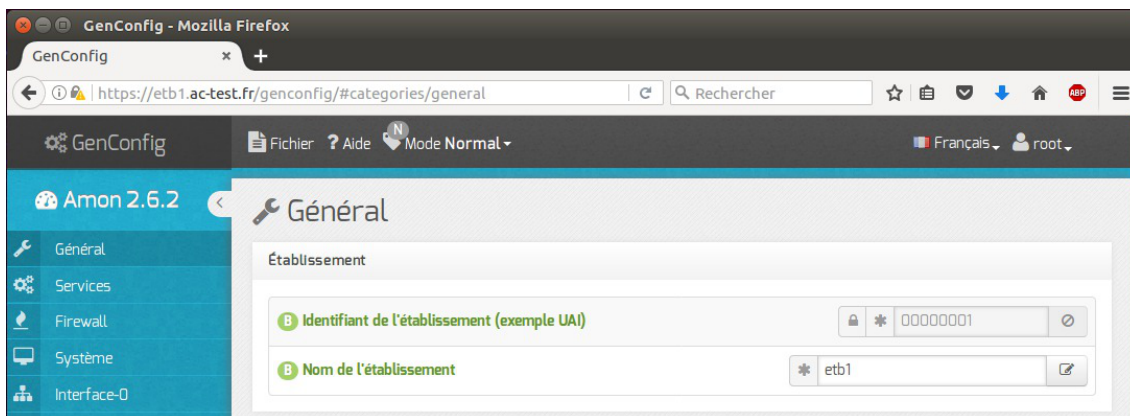 GenConfig - Mozilla Firefox
GenConfig
https://etb1.ac-test.fr/genconfig/#categories/general
Rechercher
ABP
GenConfig
Fichier ? Aide N Mode Normal
Français root
Amon 2.6.2
Général
Général
Établissement
Services
Firewall
B Identifiant de l'établissement (exemple UAI) 00000001
Système
B Nom de l'établissement etb1
Interface-0